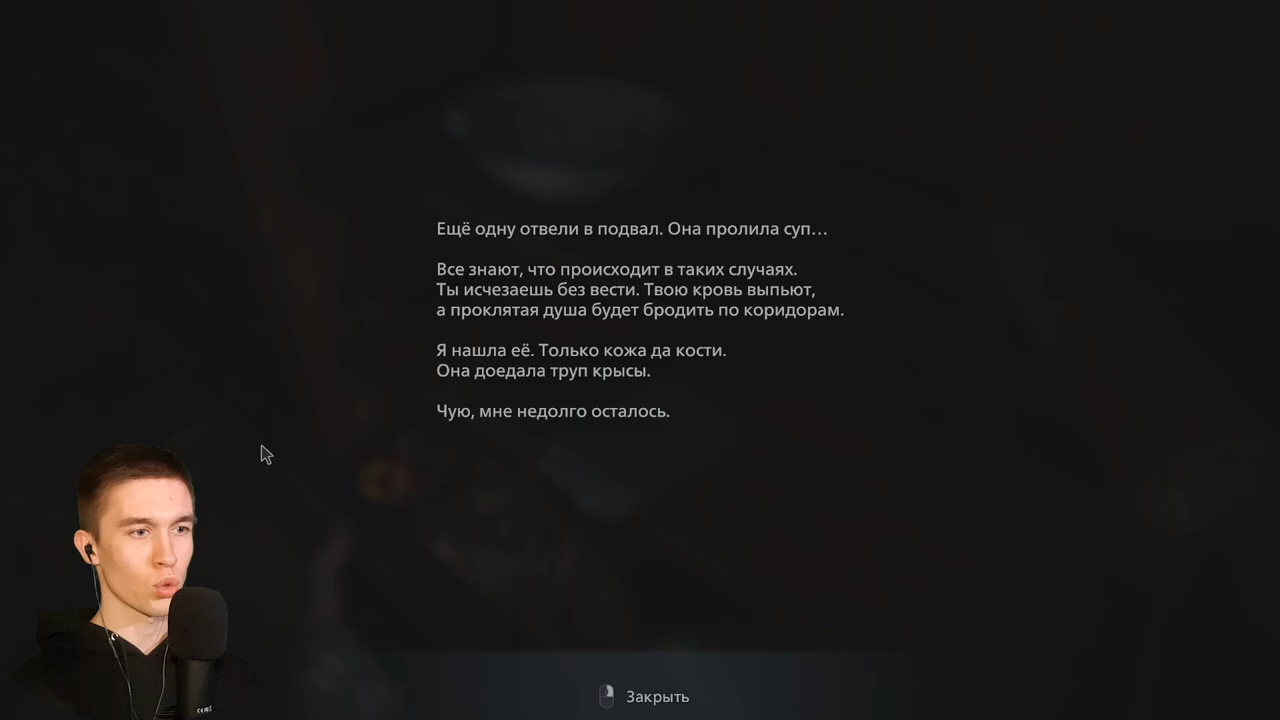 Ещё одну отвели в подвал. Она пролила суп…
Все знают, что происходит в таких случаях.
Ты исчезаешь без вести. Твою кровь выпьют,
а проклятая душа будет бродить по коридорам.
Я нашла её. Только кожа да кости.
Она доедала труп крысы.
Чую, мне недолго осталось.
Закрыть